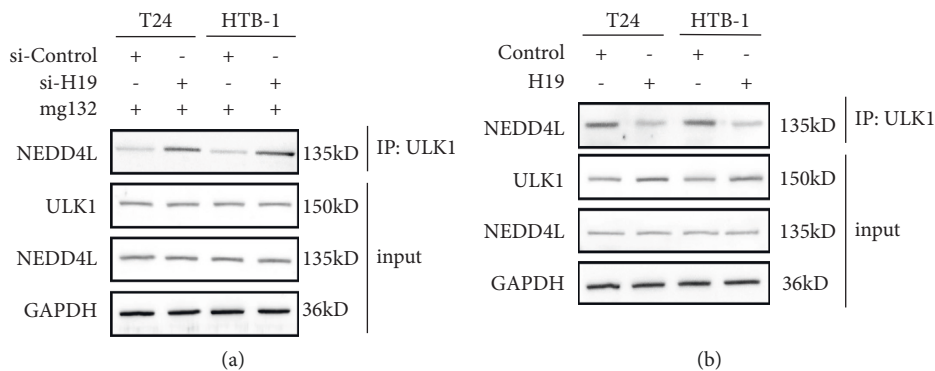 T24 HTB-1
si-Control + - + -
si-H19 - + - +
mg132 + + + +
NEDD4L 135kD IP: ULK1
ULK1 150kD
NEDD4L 135kD input
GAPDH 36kD
(a)
T24 HTB-1
Control + - + -
H19 - + - +
NEDD4L 135kD IP: ULK1
ULK1 150kD
NEDD4L 135kD input
GAPDH 36kD
(b)